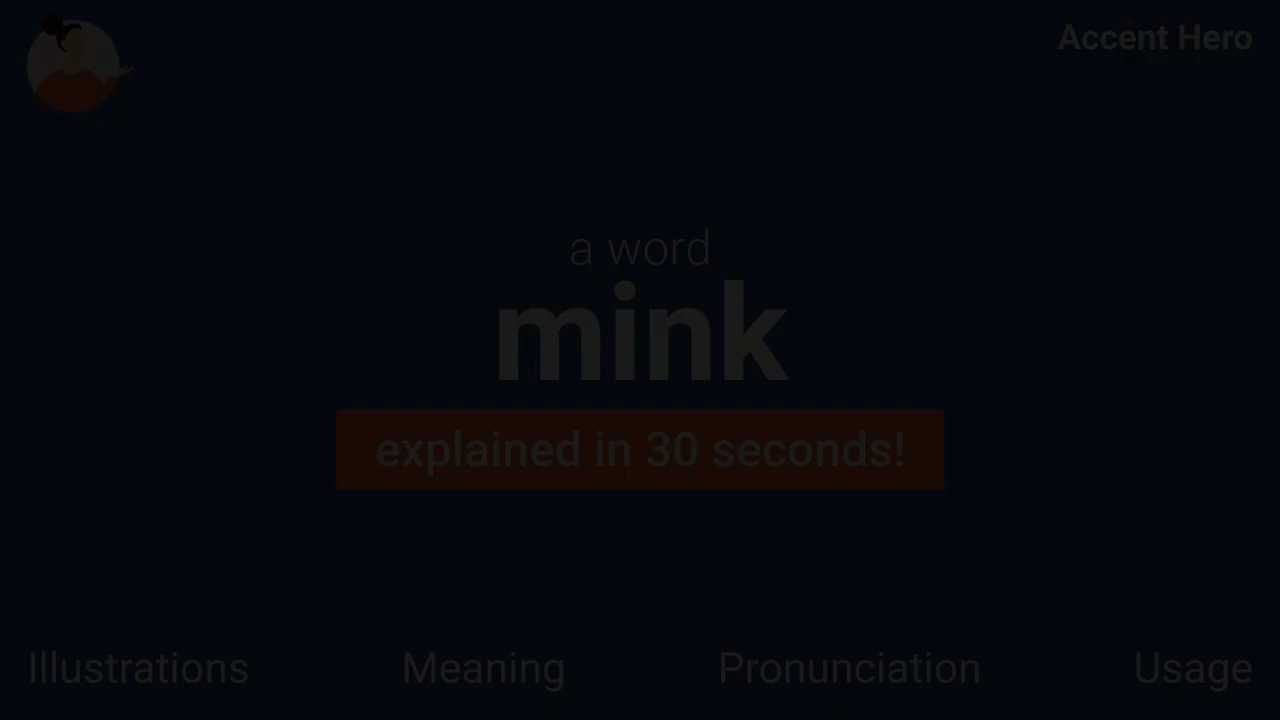 Accent Hero
a word
mink
explained in 30 seconds!
Illustrations
Meaning
Pronunciation
Usage